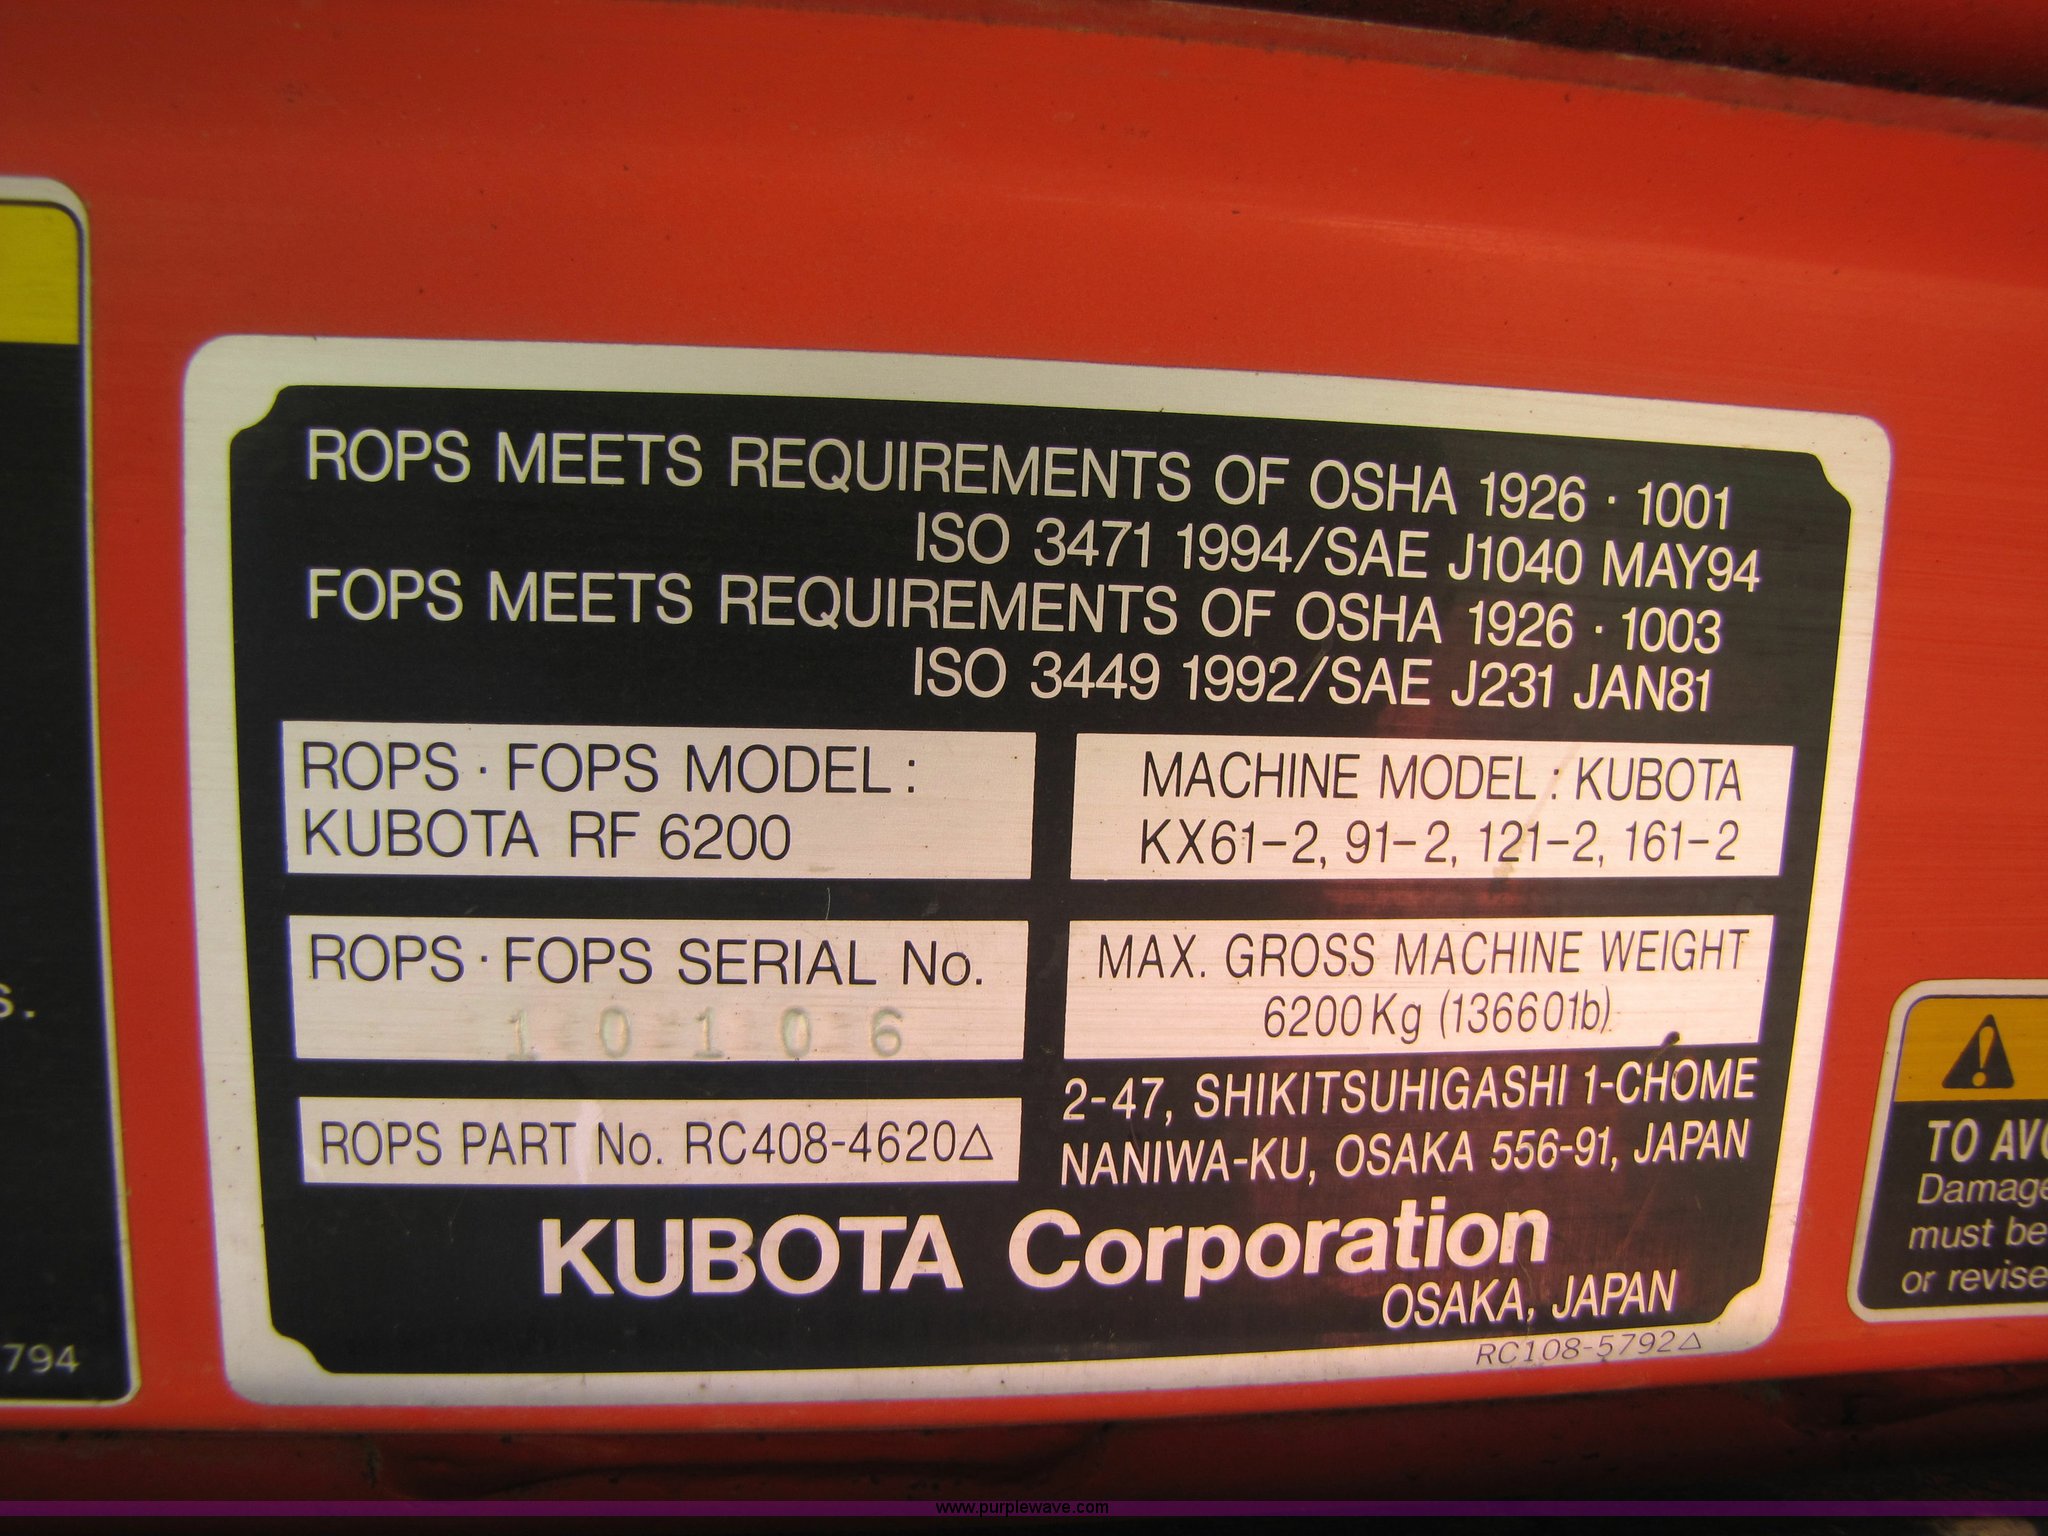 ROPS MEETS REQUIREMENTS OF OSHA 1926 · 1001
ISO 3471 1994/SAE J1040 MAY94
FOPS MEETS REQUIREMENTS OF OSHA 1926 · 1003
ISO 3449 1992/SAE J231 JAN81
ROPS · FOPS MODEL :
KUBOTA RF 6200
MACHINE MODEL : KUBOTA
KX61-2, 91-2, 121-2, 161-2
ROPS · FOPS SERIAL No.
10106
MAX. GROSS MACHINE WEIGHT
6200Kg (13660lb)
ROPS PART No. RC408-4620△
2-47, SHIKITSUHIGASHI 1-CHOME
NANIWA-KU, OSAKA 556-91, JAPAN
KUBOTA Corporation
OSAKA, JAPAN
RC108-5792△
S.
794
TO AVO
Damage
must be
or revise
www.purplewave.com